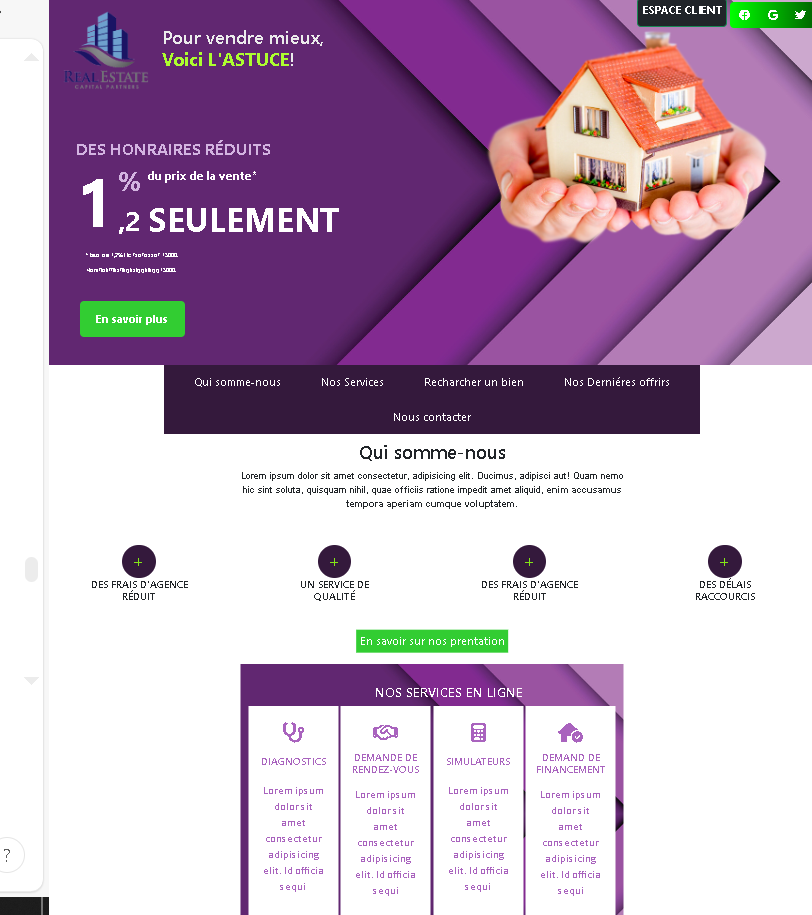 ESPACE CLIENT
REAL ESTATE
CAPITAL PARTNERS
Pour vendre mieux,
Voici L'ASTUCE!
DES HONRAIRES RÉDUITS
1,2 % du prix de la vente*
SEULEMENT
En savoir plus
Qui somme-nous Nos Services Recharcher un bien Nos Derniéres offrirs
Nous contacter
Qui somme-nous
Lorem ipsum dolor sit amet consectetur, adipisicing elit. Ducimus, adipisci aut! Quam nemo
hic sint soluta, quisquam nihil, quae officiis ratione impedit amet aliquid, enim accusamus
tempora aperiam cumque voluptatem.
+ + + +
DES FRAIS D'AGENCE
RÉDUIT
UN SERVICE DE
QUALITÉ
DES FRAIS D'AGENCE
RÉDUIT
DES DÉLAIS
RACCOURCIS
En savoir sur nos prentation
NOS SERVICES EN LIGNE
DIAGNOSTICS
Lorem ipsum
dolor sit
amet
consectetur
adipisicing
elit. Id officia
sequi
DEMANDE DE
RENDEZ-VOUS
Lorem ipsum
dolor sit
amet
consectetur
adipisicing
elit. Id officia
sequi
SIMULATEURS
Lorem ipsum
dolor sit
amet
consectetur
adipisicing
elit. Id officia
sequi
DEMAND DE
FINANCEMENT
Lorem ipsum
dolor sit
amet
consectetur
adipisicing
elit. Id officia
sequi
?